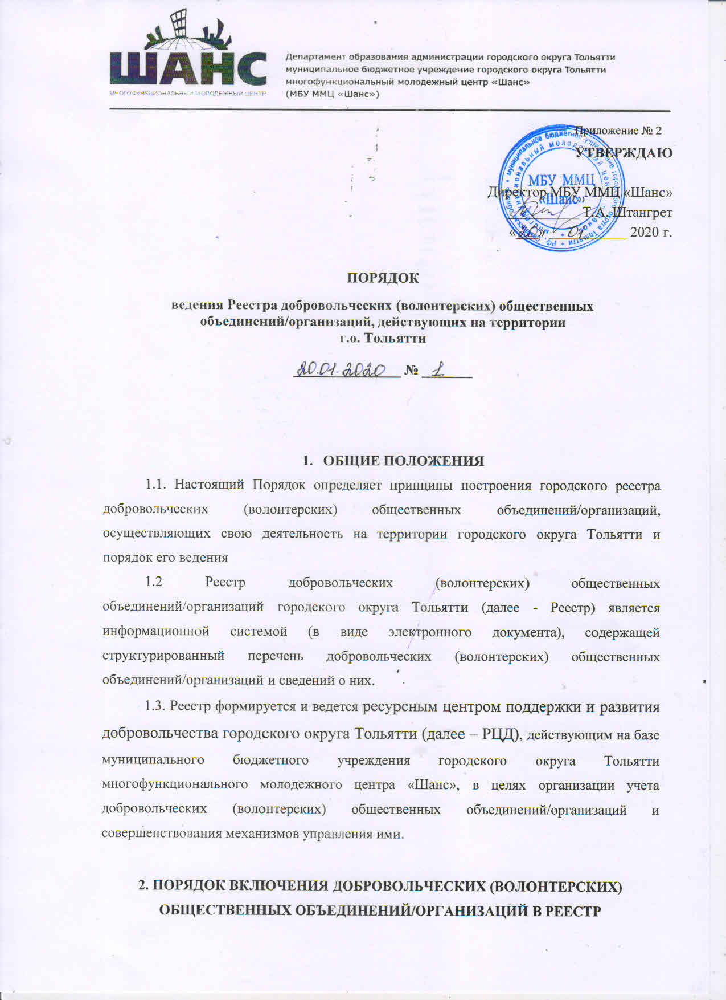 ШАНС
МНОГОФУНКЦИОНАЛЬНЫЙ МОЛОДЕЖНЫЙ ЦЕНТР
Департамент образования администрации городского округа Тольятти
муниципальное бюджетное учреждение городского округа Тольятти
многофункциональный молодежный центр «Шанс»
(МБУ ММЦ «Шанс»)
Приложение № 2
УТВЕРЖДАЮ
МБУ ММЦ
«Шанс»
Директор МБУ ММЦ «Шанс»
__________ Т.А. Штангрет
«20» 01 2020 г.
ПОРЯДОК
ведения Реестра добровольческих (волонтерских) общественных
объединений/организаций, действующих на территории
г.о. Тольятти
20.01.2020 № 1
1. ОБЩИЕ ПОЛОЖЕНИЯ
1.1. Настоящий Порядок определяет принципы построения городского реестра
добровольческих (волонтерских) общественных объединений/организаций,
осуществляющих свою деятельность на территории городского округа Тольятти и
порядок его ведения
1.2 Реестр добровольческих (волонтерских) общественных
объединений/организаций городского округа Тольятти (далее - Реестр) является
информационной системой (в виде электронного документа), содержащей
структурированный перечень добровольческих (волонтерских) общественных
объединений/организаций и сведений о них.
1.3. Реестр формируется и ведется ресурсным центром поддержки и развития
добровольчества городского округа Тольятти (далее – РЦД), действующим на базе
муниципального бюджетного учреждения городского округа Тольятти
многофункционального молодежного центра «Шанс», в целях организации учета
добровольческих (волонтерских) общественных объединений/организаций и
совершенствования механизмов управления ими.
2. ПОРЯДОК ВКЛЮЧЕНИЯ ДОБРОВОЛЬЧЕСКИХ (ВОЛОНТЕРСКИХ)
ОБЩЕСТВЕННЫХ ОБЪЕДИНЕНИЙ/ОРГАНИЗАЦИЙ В РЕЕСТР